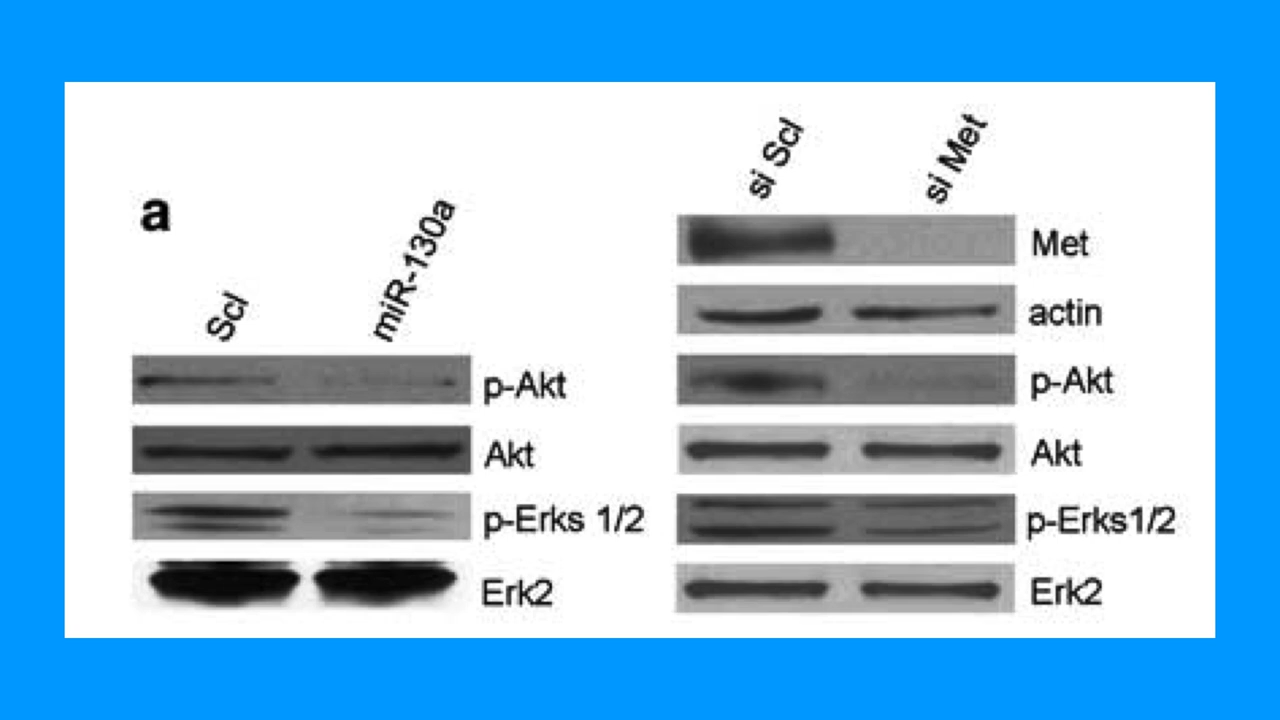 a
Scl
miR-130a
p-Akt
Akt
p-Erks 1/2
Erk2
si Scl
si Met
Met
actin
p-Akt
Akt
p-Erks1/2
Erk2